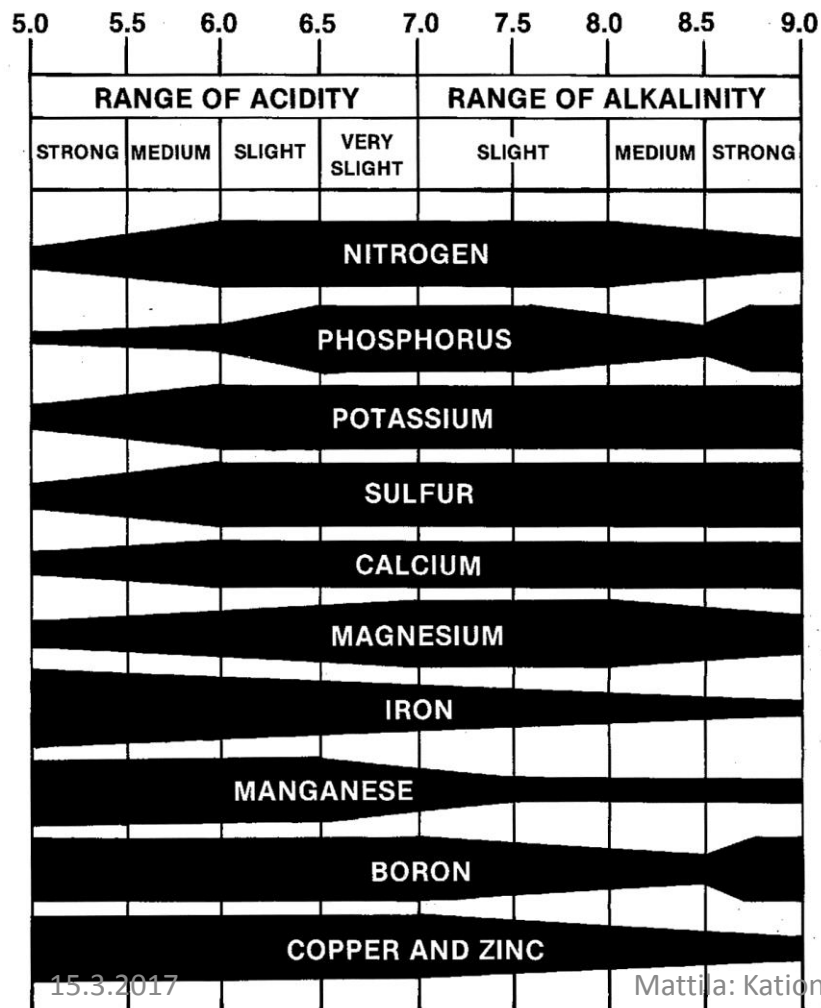 5.0 5.5 6.0 6.5 7.0 7.5 8.0 8.5 9.0
RANGE OF ACIDITY RANGE OF ALKALINITY
STRONG MEDIUM SLIGHT VERY SLIGHT SLIGHT MEDIUM STRONG
NITROGEN
PHOSPHORUS
POTASSIUM
SULFUR
CALCIUM
MAGNESIUM
IRON
MANGANESE
BORON
COPPER AND ZINC
15.3.2017 Mattila: Kation